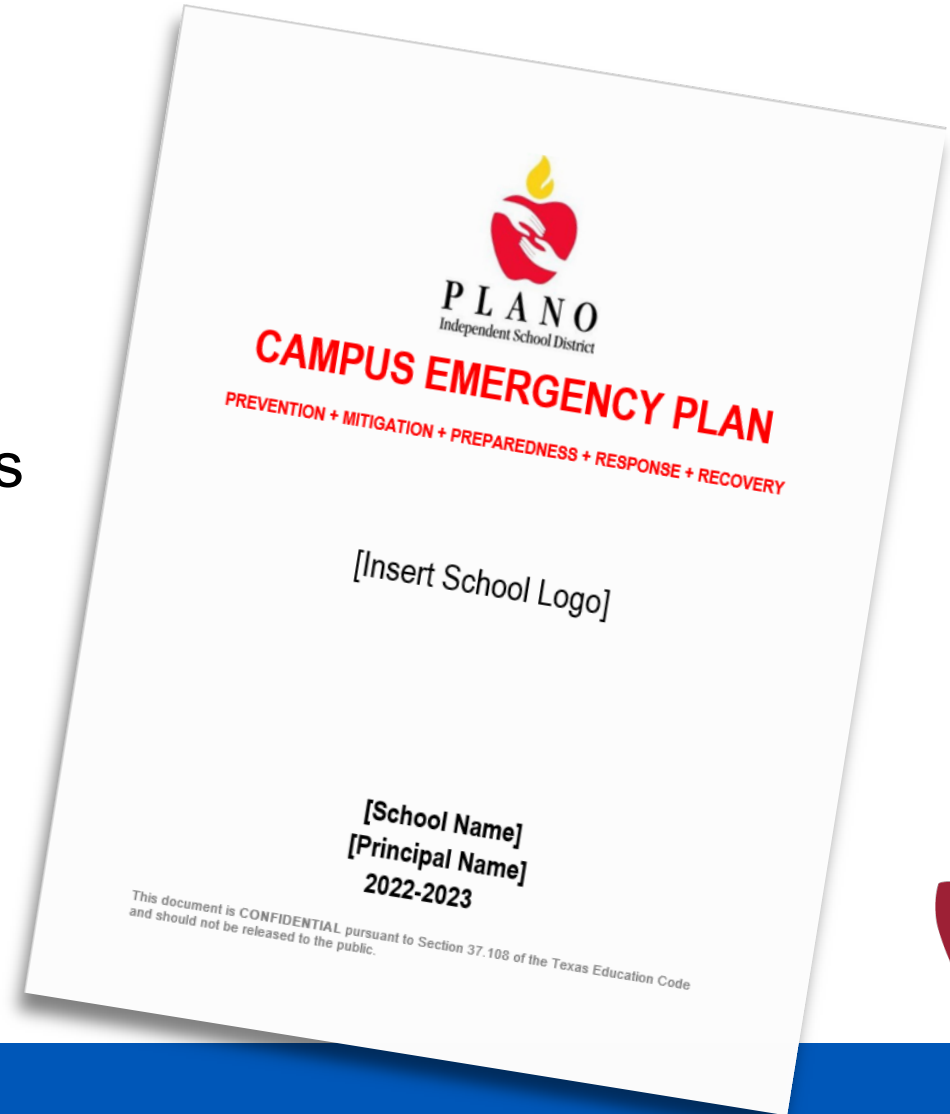 s
PLANO
Independent School District
CAMPUS EMERGENCY PLAN
PREVENTION + MITIGATION + PREPAREDNESS + RESPONSE + RECOVERY
[Insert School Logo]
[School Name]
[Principal Name]
2022-2023
This document is CONFIDENTIAL pursuant to Section 37.108 of the Texas Education Code
and should not be released to the public.